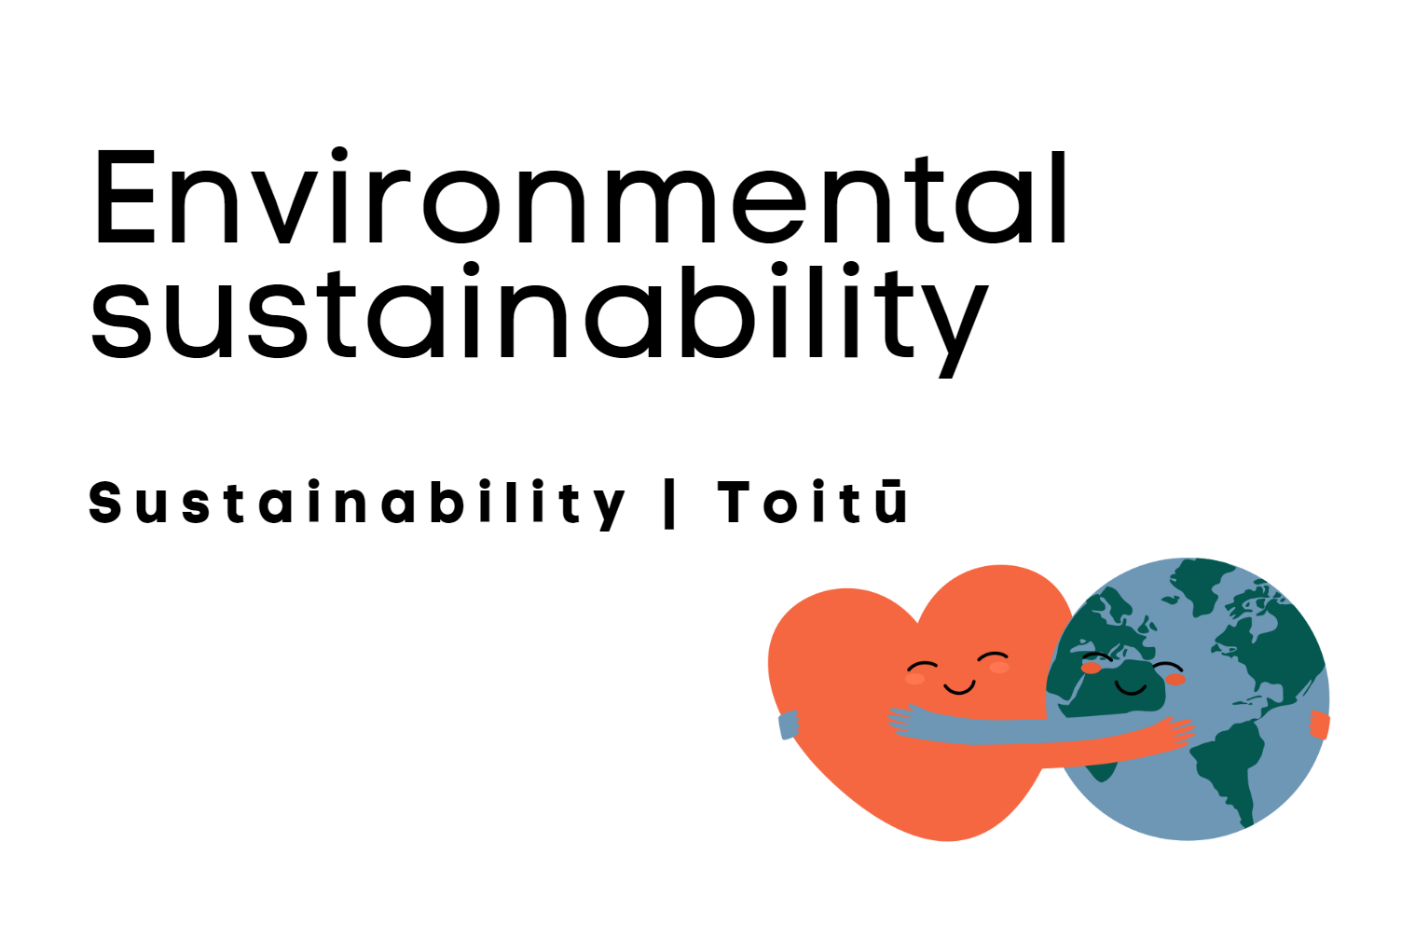 Environmental
sustainability
Sustainability | Toitū